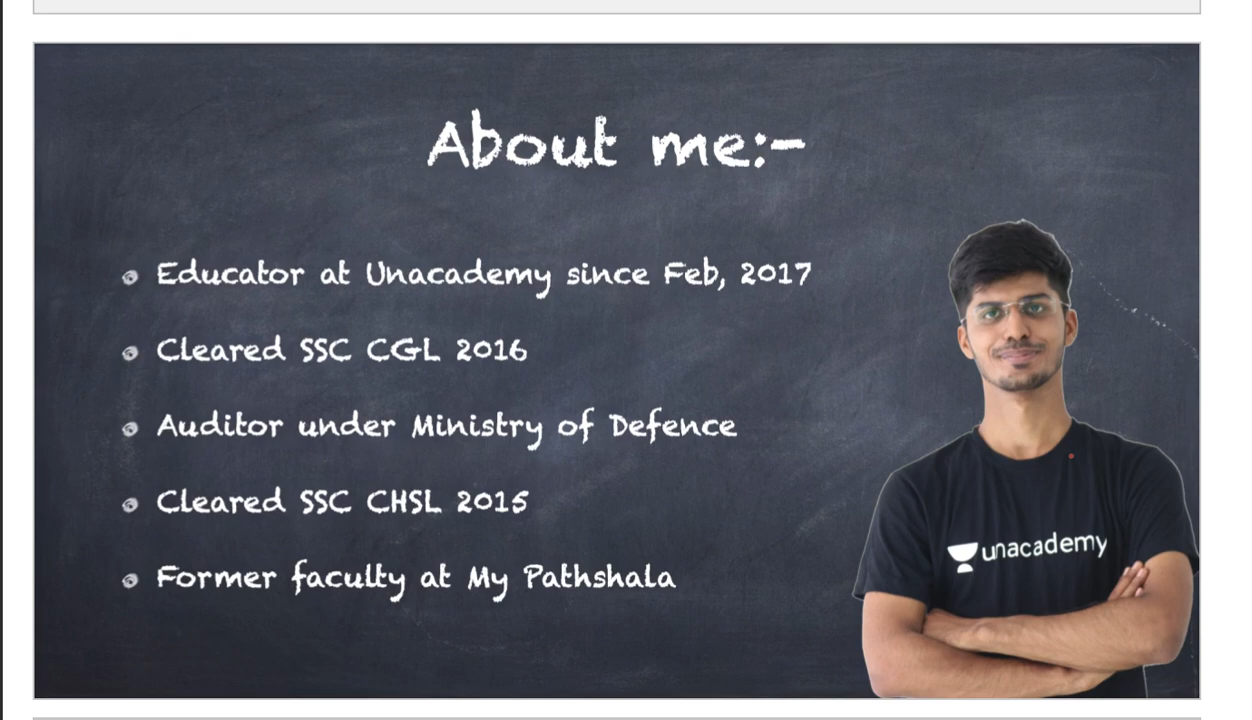 About me:-
Educator at Unacademy since Feb, 2017
Cleared SSC CGL 2016
Auditor under Ministry of Defence
Cleared SSC CHSL 2015
Former faculty at My Pathshala
unacademy